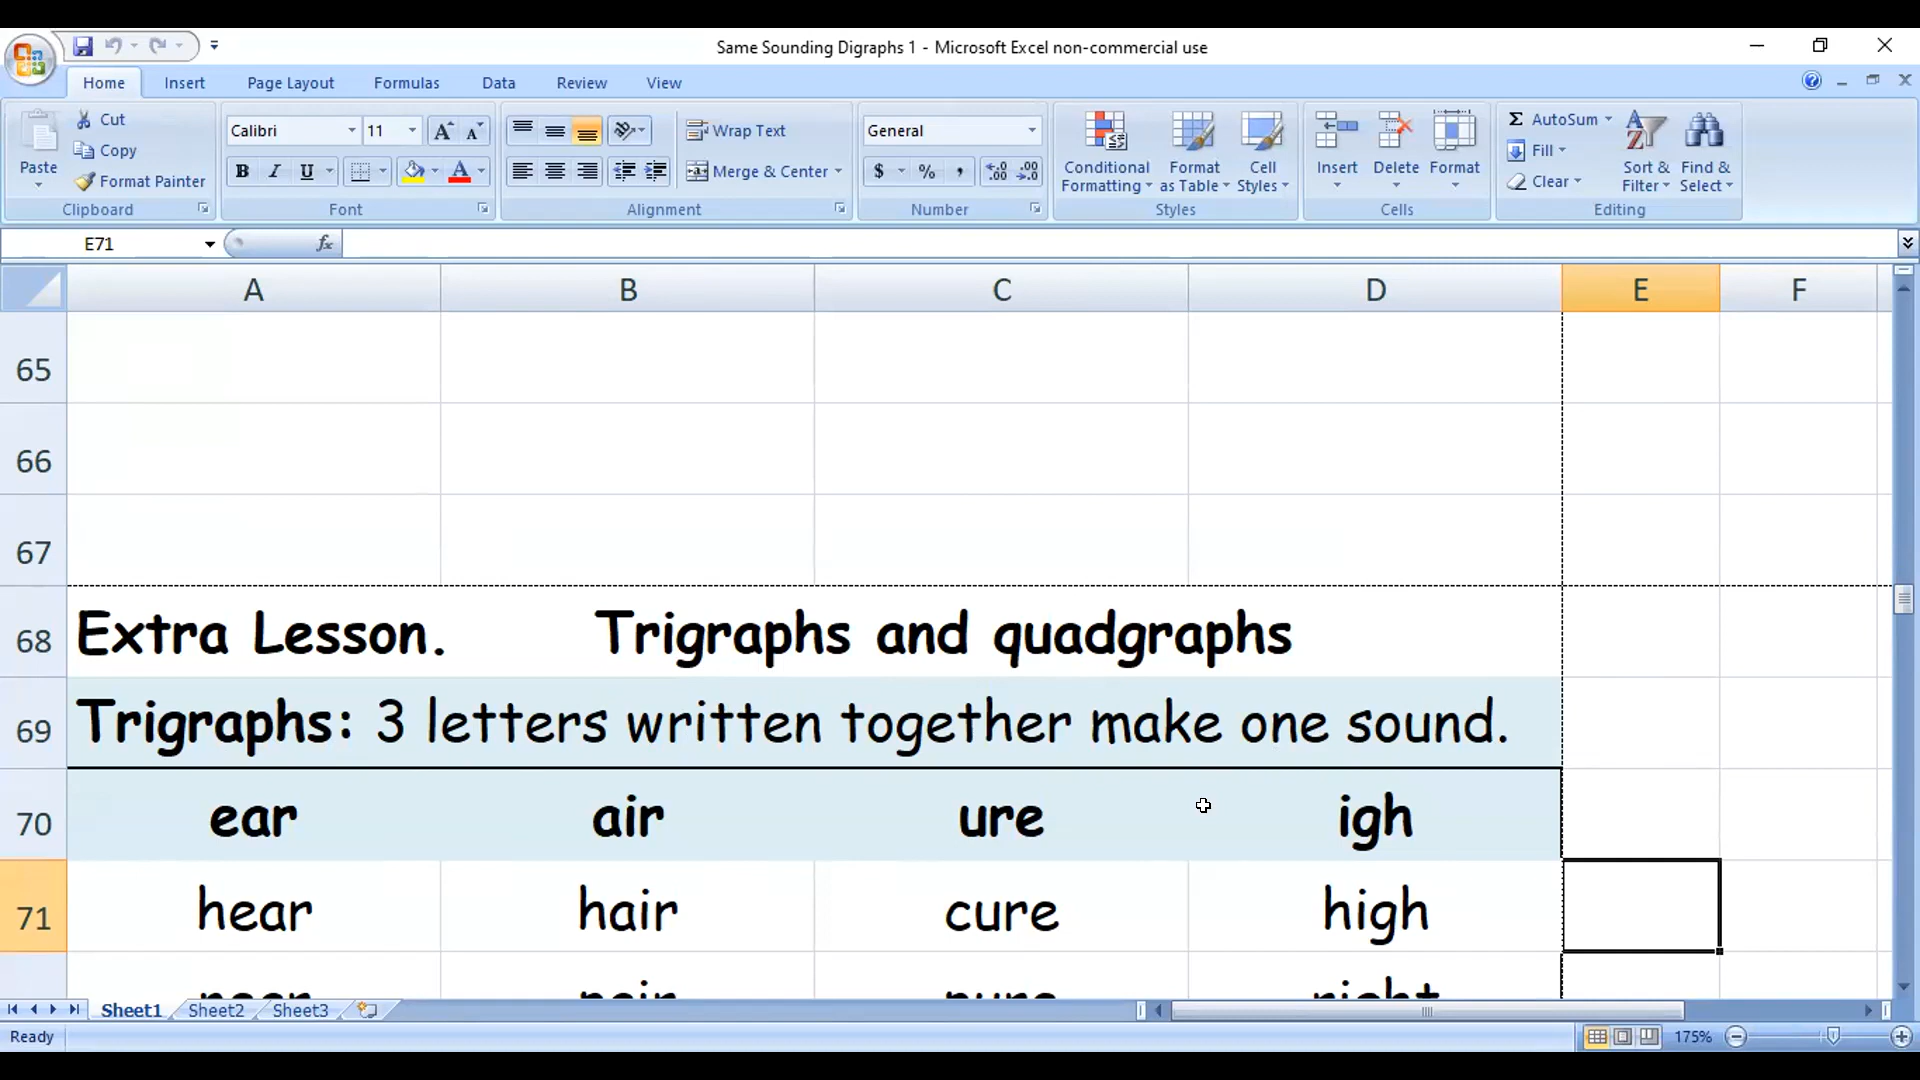 Same Sounding Digraphs 1 - Microsoft Excel non-commercial use
Home Insert Page Layout Formulas Data Review View
Paste Cut Copy Format Painter Clipboard
Calibri 11 B I U Font
Wrap Text Merge & Center Alignment
General $ % , Number
Conditional Formatting Format as Table Cell Styles Styles
Insert Delete Format Cells
Σ AutoSum Fill Clear Sort & Filter Find & Select Editing
E71 fx
A B C D E F
65
66
67
68 Extra Lesson. Trigraphs and quadgraphs
69 Trigraphs: 3 letters written together make one sound.
70 ear air ure igh
71 hear hair cure high
right
Sheet1 Sheet2 Sheet3
Ready 175%